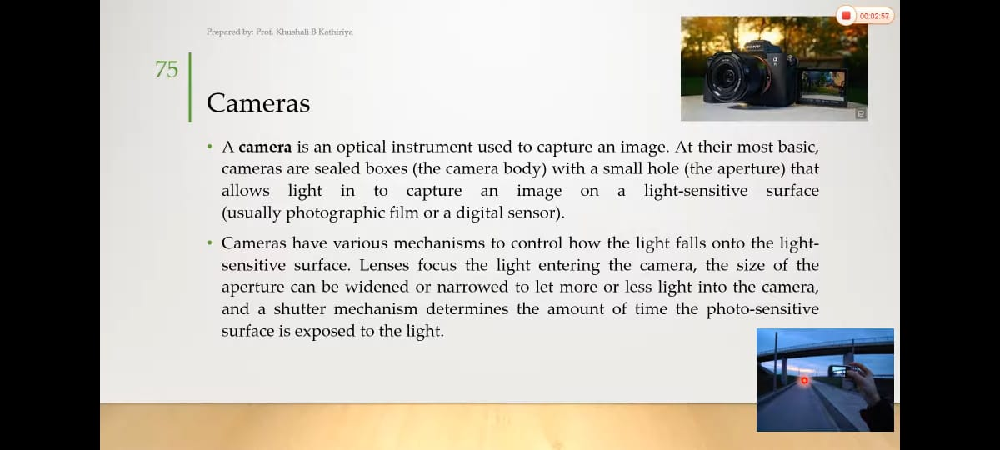 Prepared by: Prof. Khushali B Kathiriya
00:02:57
SONY
α
75
Cameras
• A camera is an optical instrument used to capture an image. At their most basic,
cameras are sealed boxes (the camera body) with a small hole (the aperture) that
allows light in to capture an image on a light-sensitive surface
(usually photographic film or a digital sensor).
• Cameras have various mechanisms to control how the light falls onto the light-
sensitive surface. Lenses focus the light entering the camera, the size of the
aperture can be widened or narrowed to let more or less light into the camera,
and a shutter mechanism determines the amount of time the photo-sensitive
surface is exposed to the light.